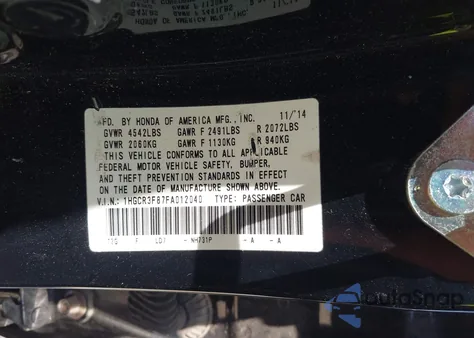 MFD. BY HONDA OF AMERICA MFG., INC. 11/14
GVWR 4542LBS GAWR F 2491LBS R 2072LBS
GVWR 2060KG GAWR F 1130KG R 940KG
THIS VEHICLE CONFORMS TO ALL APPLICABLE
FEDERAL MOTOR VEHICLE SAFETY, BUMPER,
AND THEFT PREVENTION STANDARDS IN EFFECT
ON THE DATE OF MANUFACTURE SHOWN ABOVE.
V.I.N.: 1HGCR3F87FA012040 TYPE: PASSENGER CAR
F - NH731P - A - A
AutoSnap